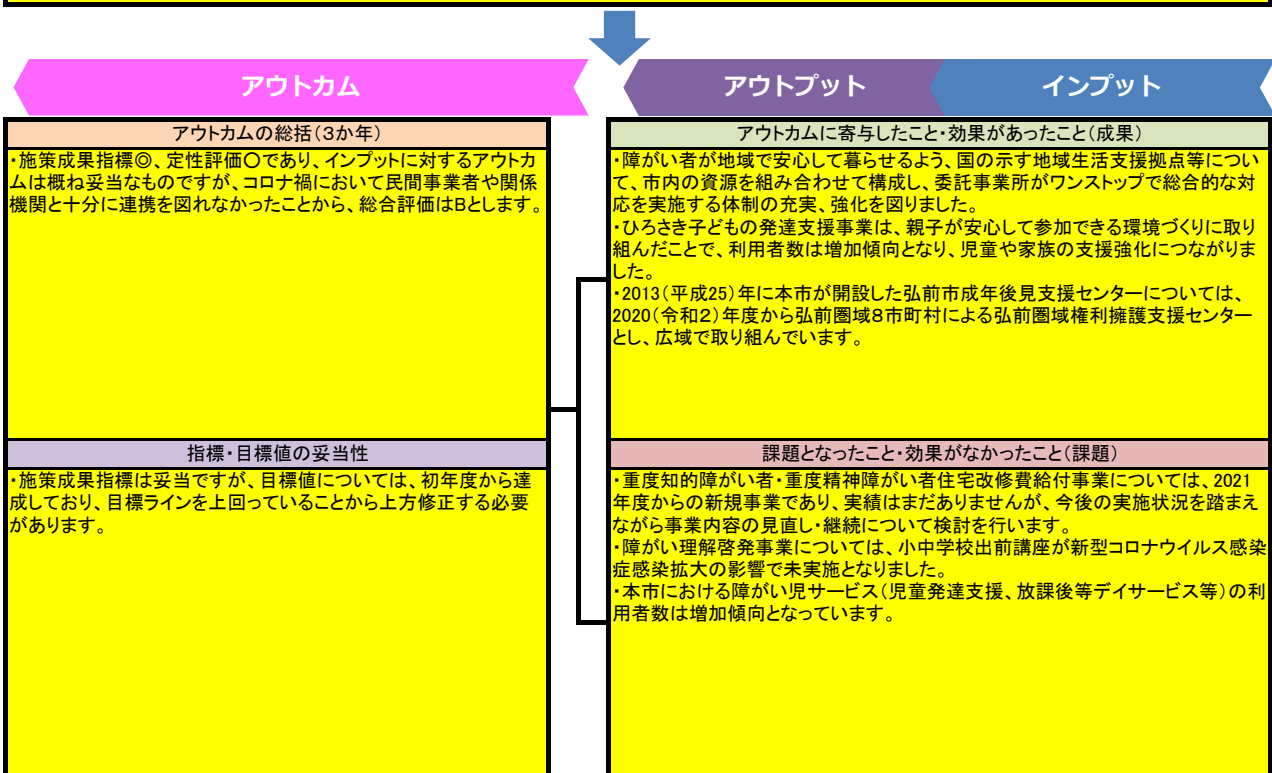 アウトカム
アウトプット
インプット
アウトカムの総括(3か年)
・施策成果指標◎、定性評価〇であり、インプットに対するアウトカ
ムは概ね妥当なものですが、コロナ禍において民間事業者や関係
機関と十分に連携を図れなかったことから、総合評価はBとします。
指標・目標値の妥当性
・施策成果指標は妥当ですが、目標値については、初年度から達
成しており、目標ラインを上回っていることから上方修正する必要
があります。
アウトカムに寄与したこと・効果があったこと(成果)
・障がい者が地域で安心して暮らせるよう、国の示す地域生活支援拠点等につい
て、市内の資源を組み合わせて構成し、委託事業所がワンストップで総合的な対
応を実施する体制の充実、強化を図りました。
・ひろさき子どもの発達支援事業は、親子が安心して参加できる環境づくりに取り
組んだことで、利用者数は増加傾向となり、児童や家族の支援強化につながりま
した。
・2013(平成25)年に本市が開設した弘前市成年後見支援センターについては、
2020(令和2)年度から弘前圏域8市町村による弘前圏域権利擁護支援センター
とし、広域で取り組んでいます。
課題となったこと・効果がなかったこと(課題)
・重度知的障がい者・重度精神障がい者住宅改修費給付事業については、2021
年度からの新規事業であり、実績はまだありませんが、今後の実施状況を踏まえ
ながら事業内容の見直し・継続について検討を行います。
・障がい理解啓発事業については、小中学校出前講座が新型コロナウイルス感染
症感染拡大の影響で未実施となりました。
・本市における障がい児サービス(児童発達支援、放課後等デイサービス等)の利
用者数は増加傾向となっています。